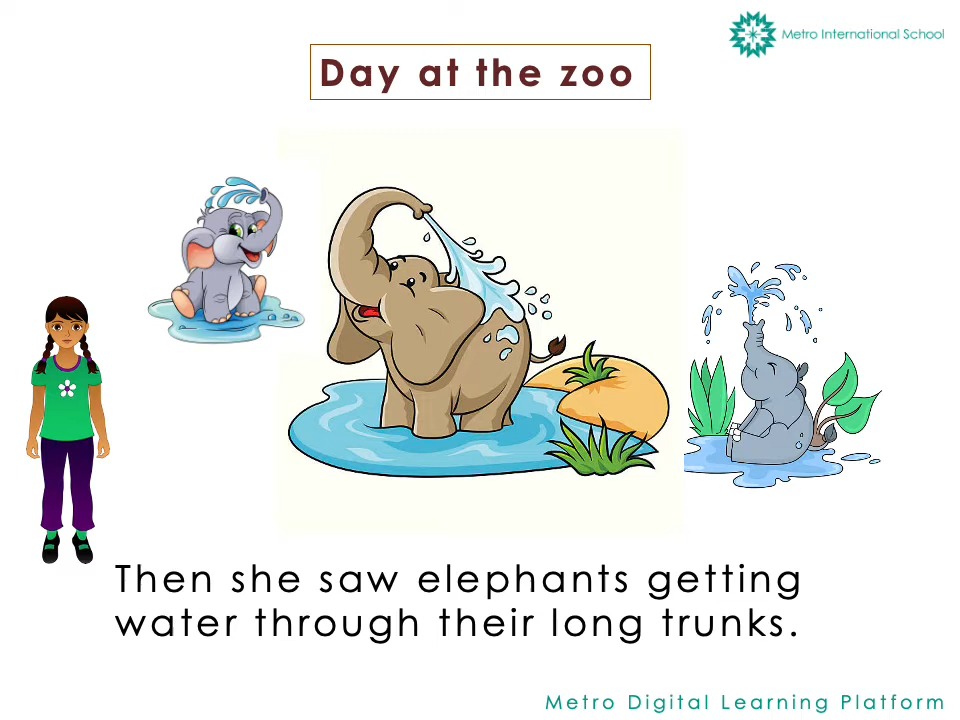 Metro International School
Day at the zoo
Then she saw elephants getting
water through their long trunks.
Metro Digital Learning Platform